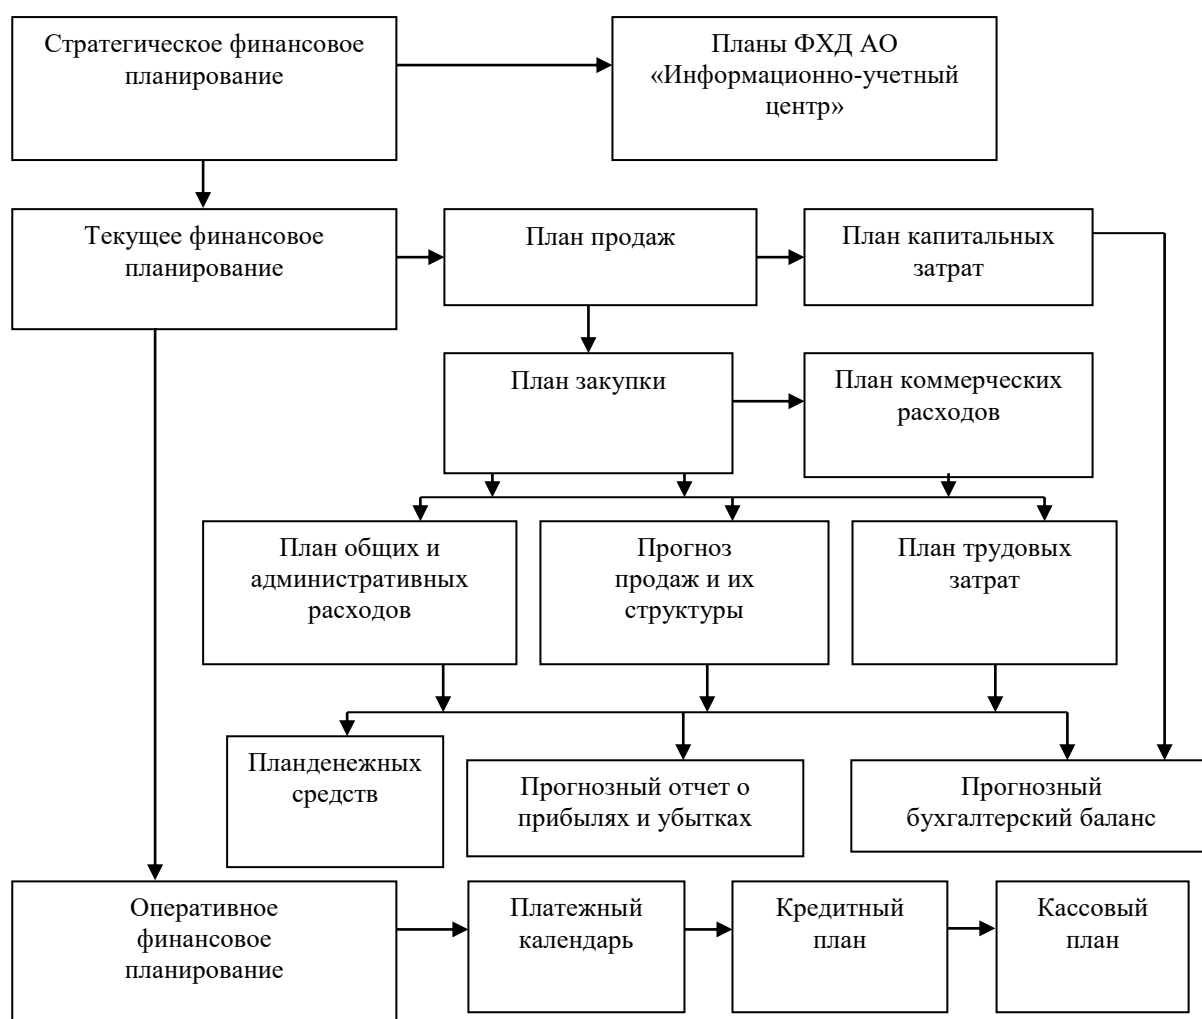 Стратегическое финансовое
планирование
Планы ФХД АО
«Информационно-учетный
центр»
Текущее финансовое
планирование
План продаж
План капитальных
затрат
План закупки
План коммерческих
расходов
План общих и
административных
расходов
Прогноз
продаж и их
структуры
План трудовых
затрат
Планденежных
средств
Прогнозный отчет о
прибылях и убытках
Прогнозный
бухгалтерский баланс
Оперативное
финансовое
планирование
Платежный
календарь
Кредитный
план
Кассовый
план